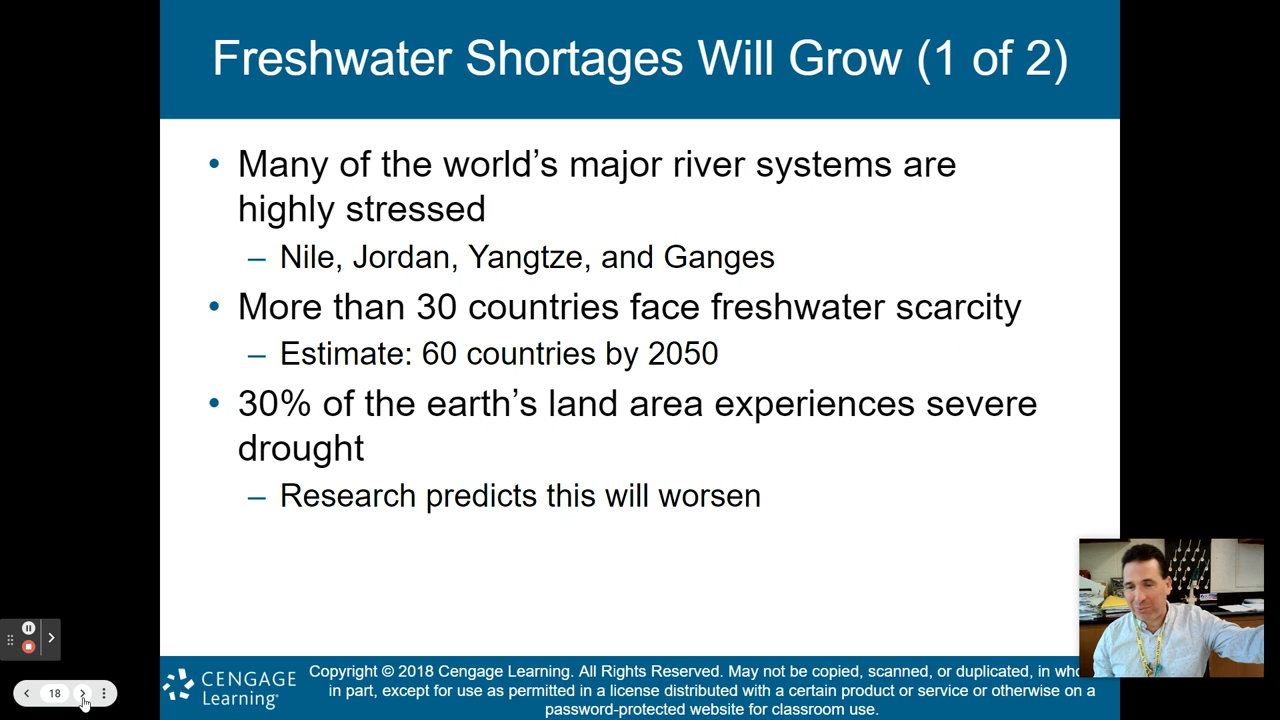 Freshwater Shortages Will Grow (1 of 2)
• Many of the world’s major river systems are
highly stressed
– Nile, Jordan, Yangtze, and Ganges
• More than 30 countries face freshwater scarcity
– Estimate: 60 countries by 2050
• 30% of the earth’s land area experiences severe
drought
– Research predicts this will worsen
18
CENGAGE
Learning®
Copyright © 2018 Cengage Learning. All Rights Reserved. May not be copied, scanned, or duplicated, in
in part, except for use as permitted in a license distributed with a certain product or service or otherwise on a
password-protected website for classroom use.